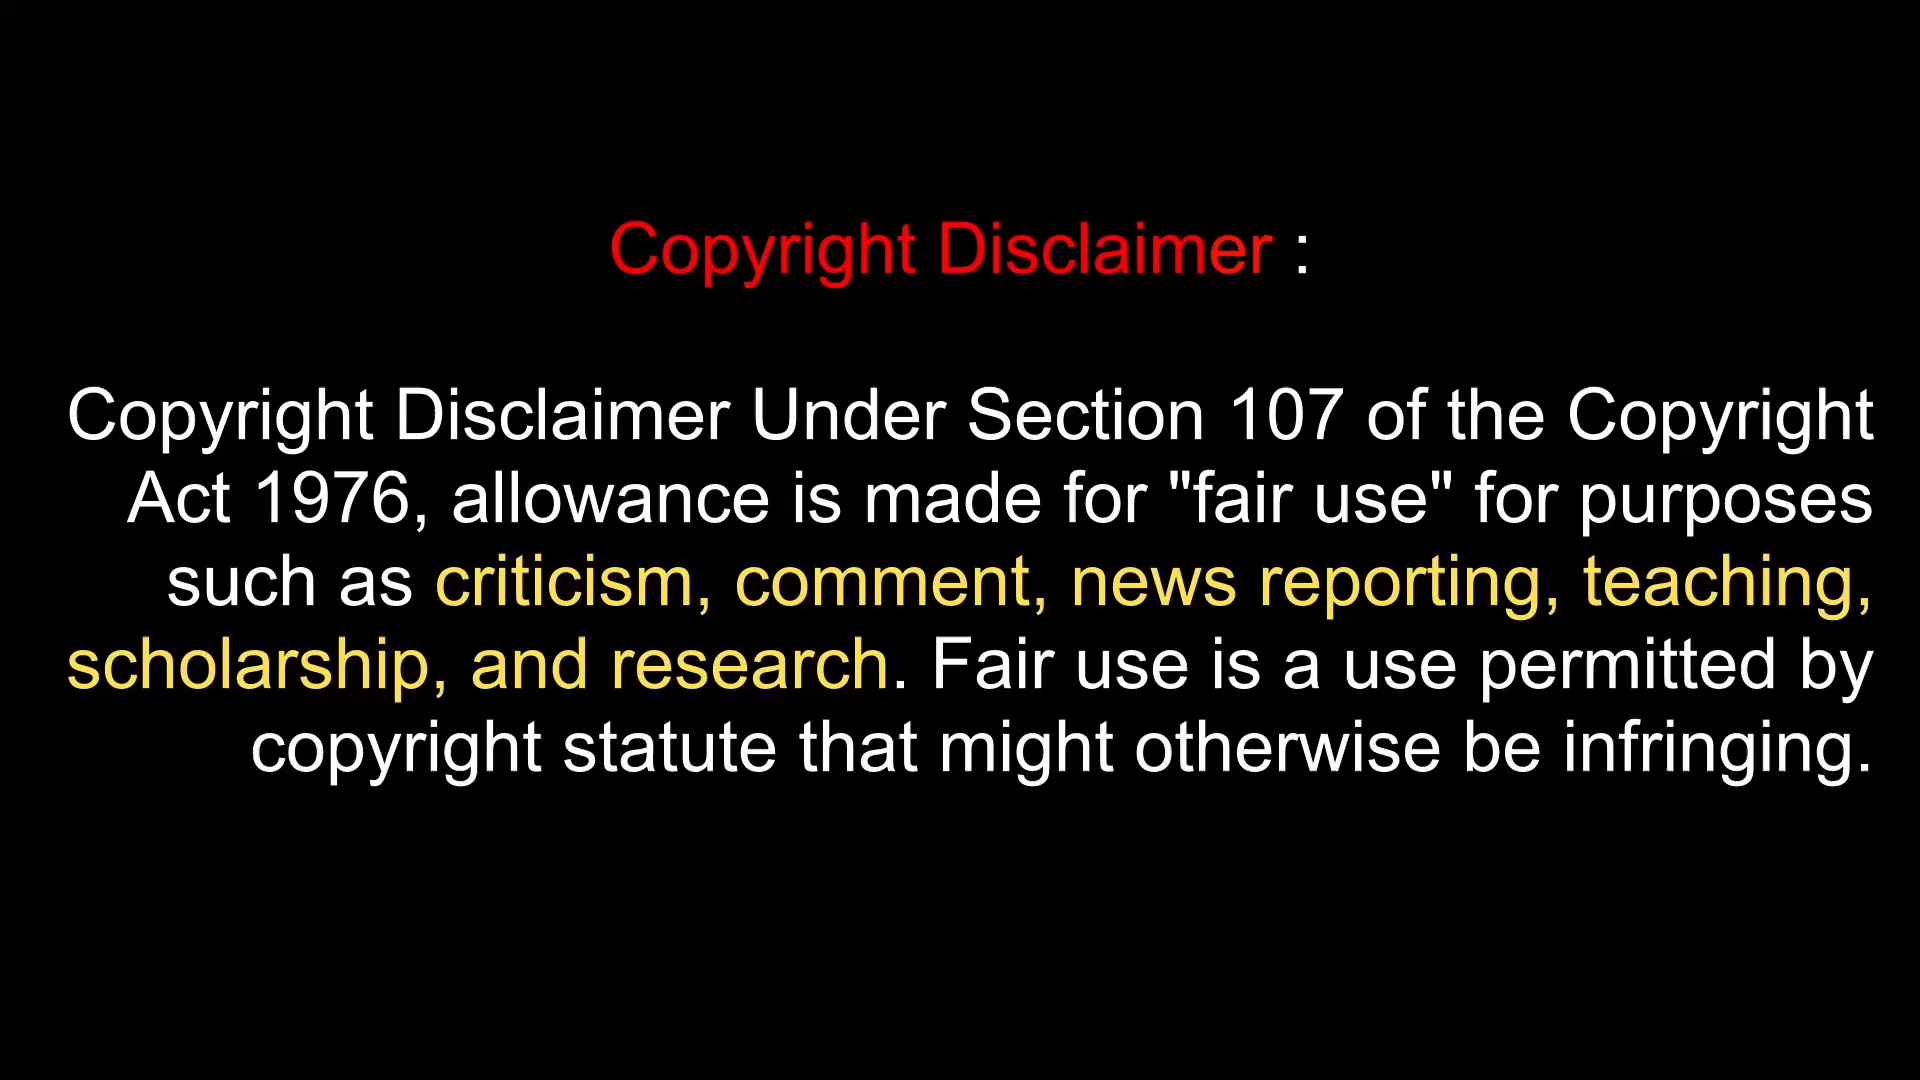 Copyright Disclaimer :
Copyright Disclaimer Under Section 107 of the Copyright
Act 1976, allowance is made for "fair use" for purposes
such as criticism, comment, news reporting, teaching,
scholarship, and research. Fair use is a use permitted by
copyright statute that might otherwise be infringing.